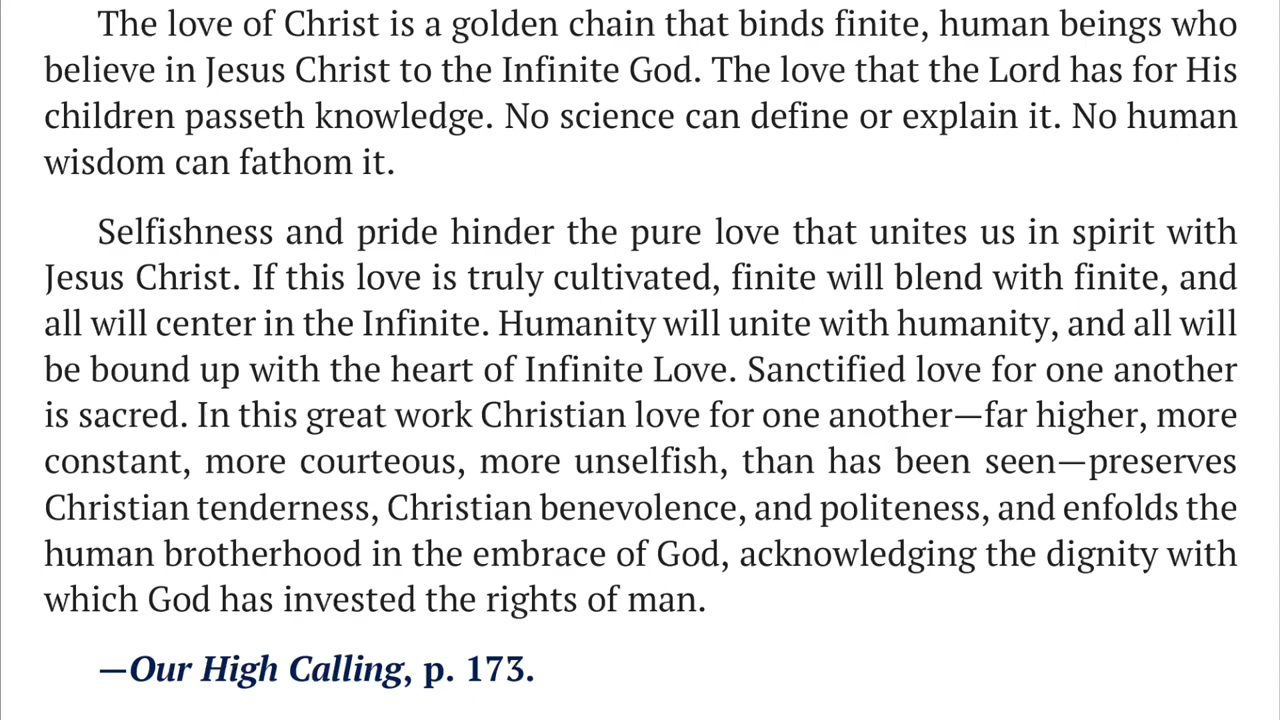 The love of Christ is a golden chain that binds finite, human beings who
believe in Jesus Christ to the Infinite God. The love that the Lord has for His
children passeth knowledge. No science can define or explain it. No human
wisdom can fathom it.
Selfishness and pride hinder the pure love that unites us in spirit with
Jesus Christ. If this love is truly cultivated, finite will blend with finite, and
all will center in the Infinite. Humanity will unite with humanity, and all will
be bound up with the heart of Infinite Love. Sanctified love for one another
is sacred. In this great work Christian love for one another—far higher, more
constant, more courteous, more unselfish, than has been seen—preserves
Christian tenderness, Christian benevolence, and politeness, and enfolds the
human brotherhood in the embrace of God, acknowledging the dignity with
which God has invested the rights of man.
—Our High Calling, p. 173.